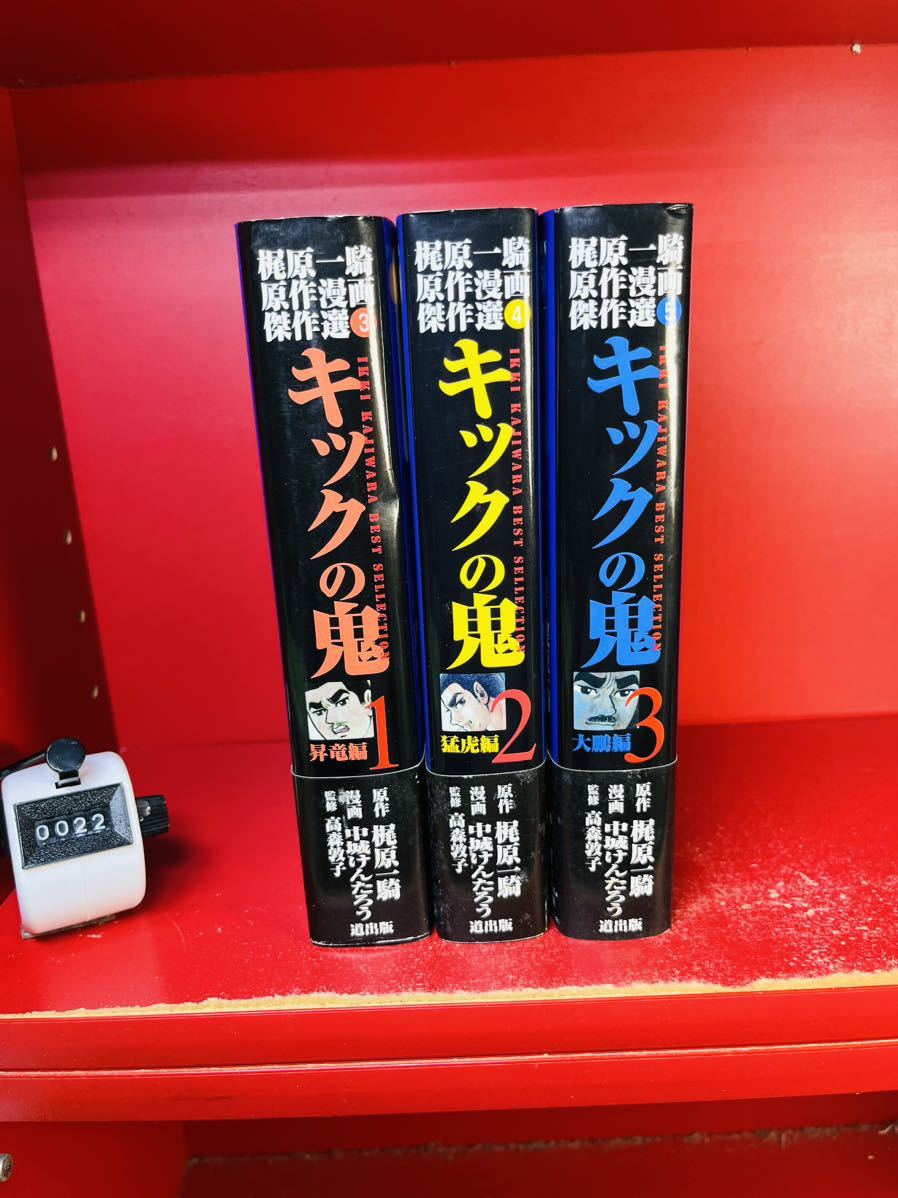 梶原一騎
原作漫画
傑作選3
IKKI KAJIWARA BEST SELLECTION
キックの鬼
1
昇竜編
原作 梶原一騎
漫画 中城けんたろう
監修 高森敦子
道出版
梶原一騎
原作漫画
傑作選4
IKKI KAJIWARA BEST SELLECTION
キックの鬼
2
猛虎編
原作 梶原一騎
漫画 中城けんたろう
監修 高森敦子
道出版
梶原一騎
原作漫画
傑作選5
IKKI KAJIWARA BEST SELLECTION
キックの鬼
3
大鵬編
原作 梶原一騎
漫画 中城けんたろう
監修 高森敦子
道出版
0022